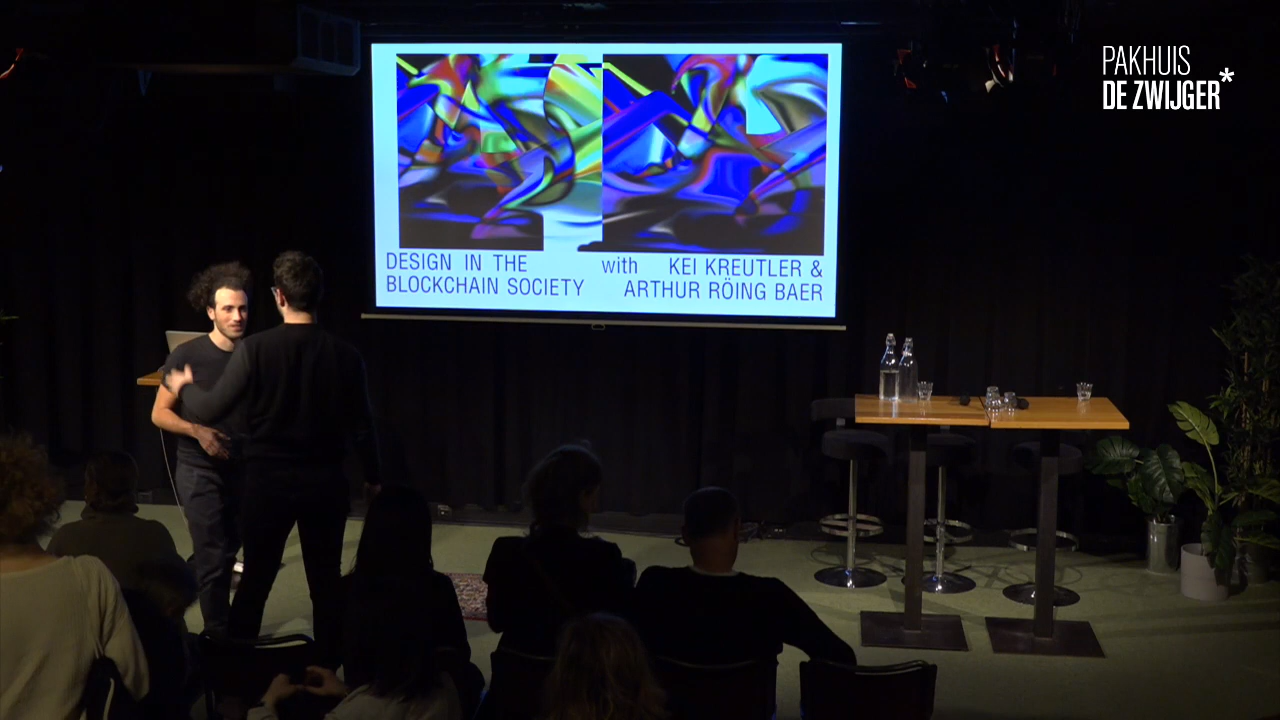 PAKHUIS
DE ZWIJGER*
DESIGN IN THE
BLOCKCHAIN SOCIETY
with KEI KREUTLER &
ARTHUR RÖING BAER